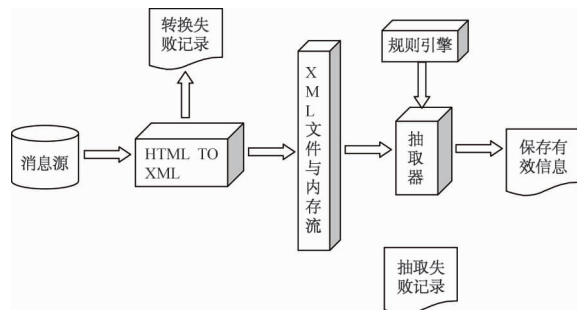 转换失
败记录
规则引擎
消息源
HTML TO
XML
X
M
L
文
件
与
内
存
流
抽
取
器
保存有
效信息
抽取失
败记录